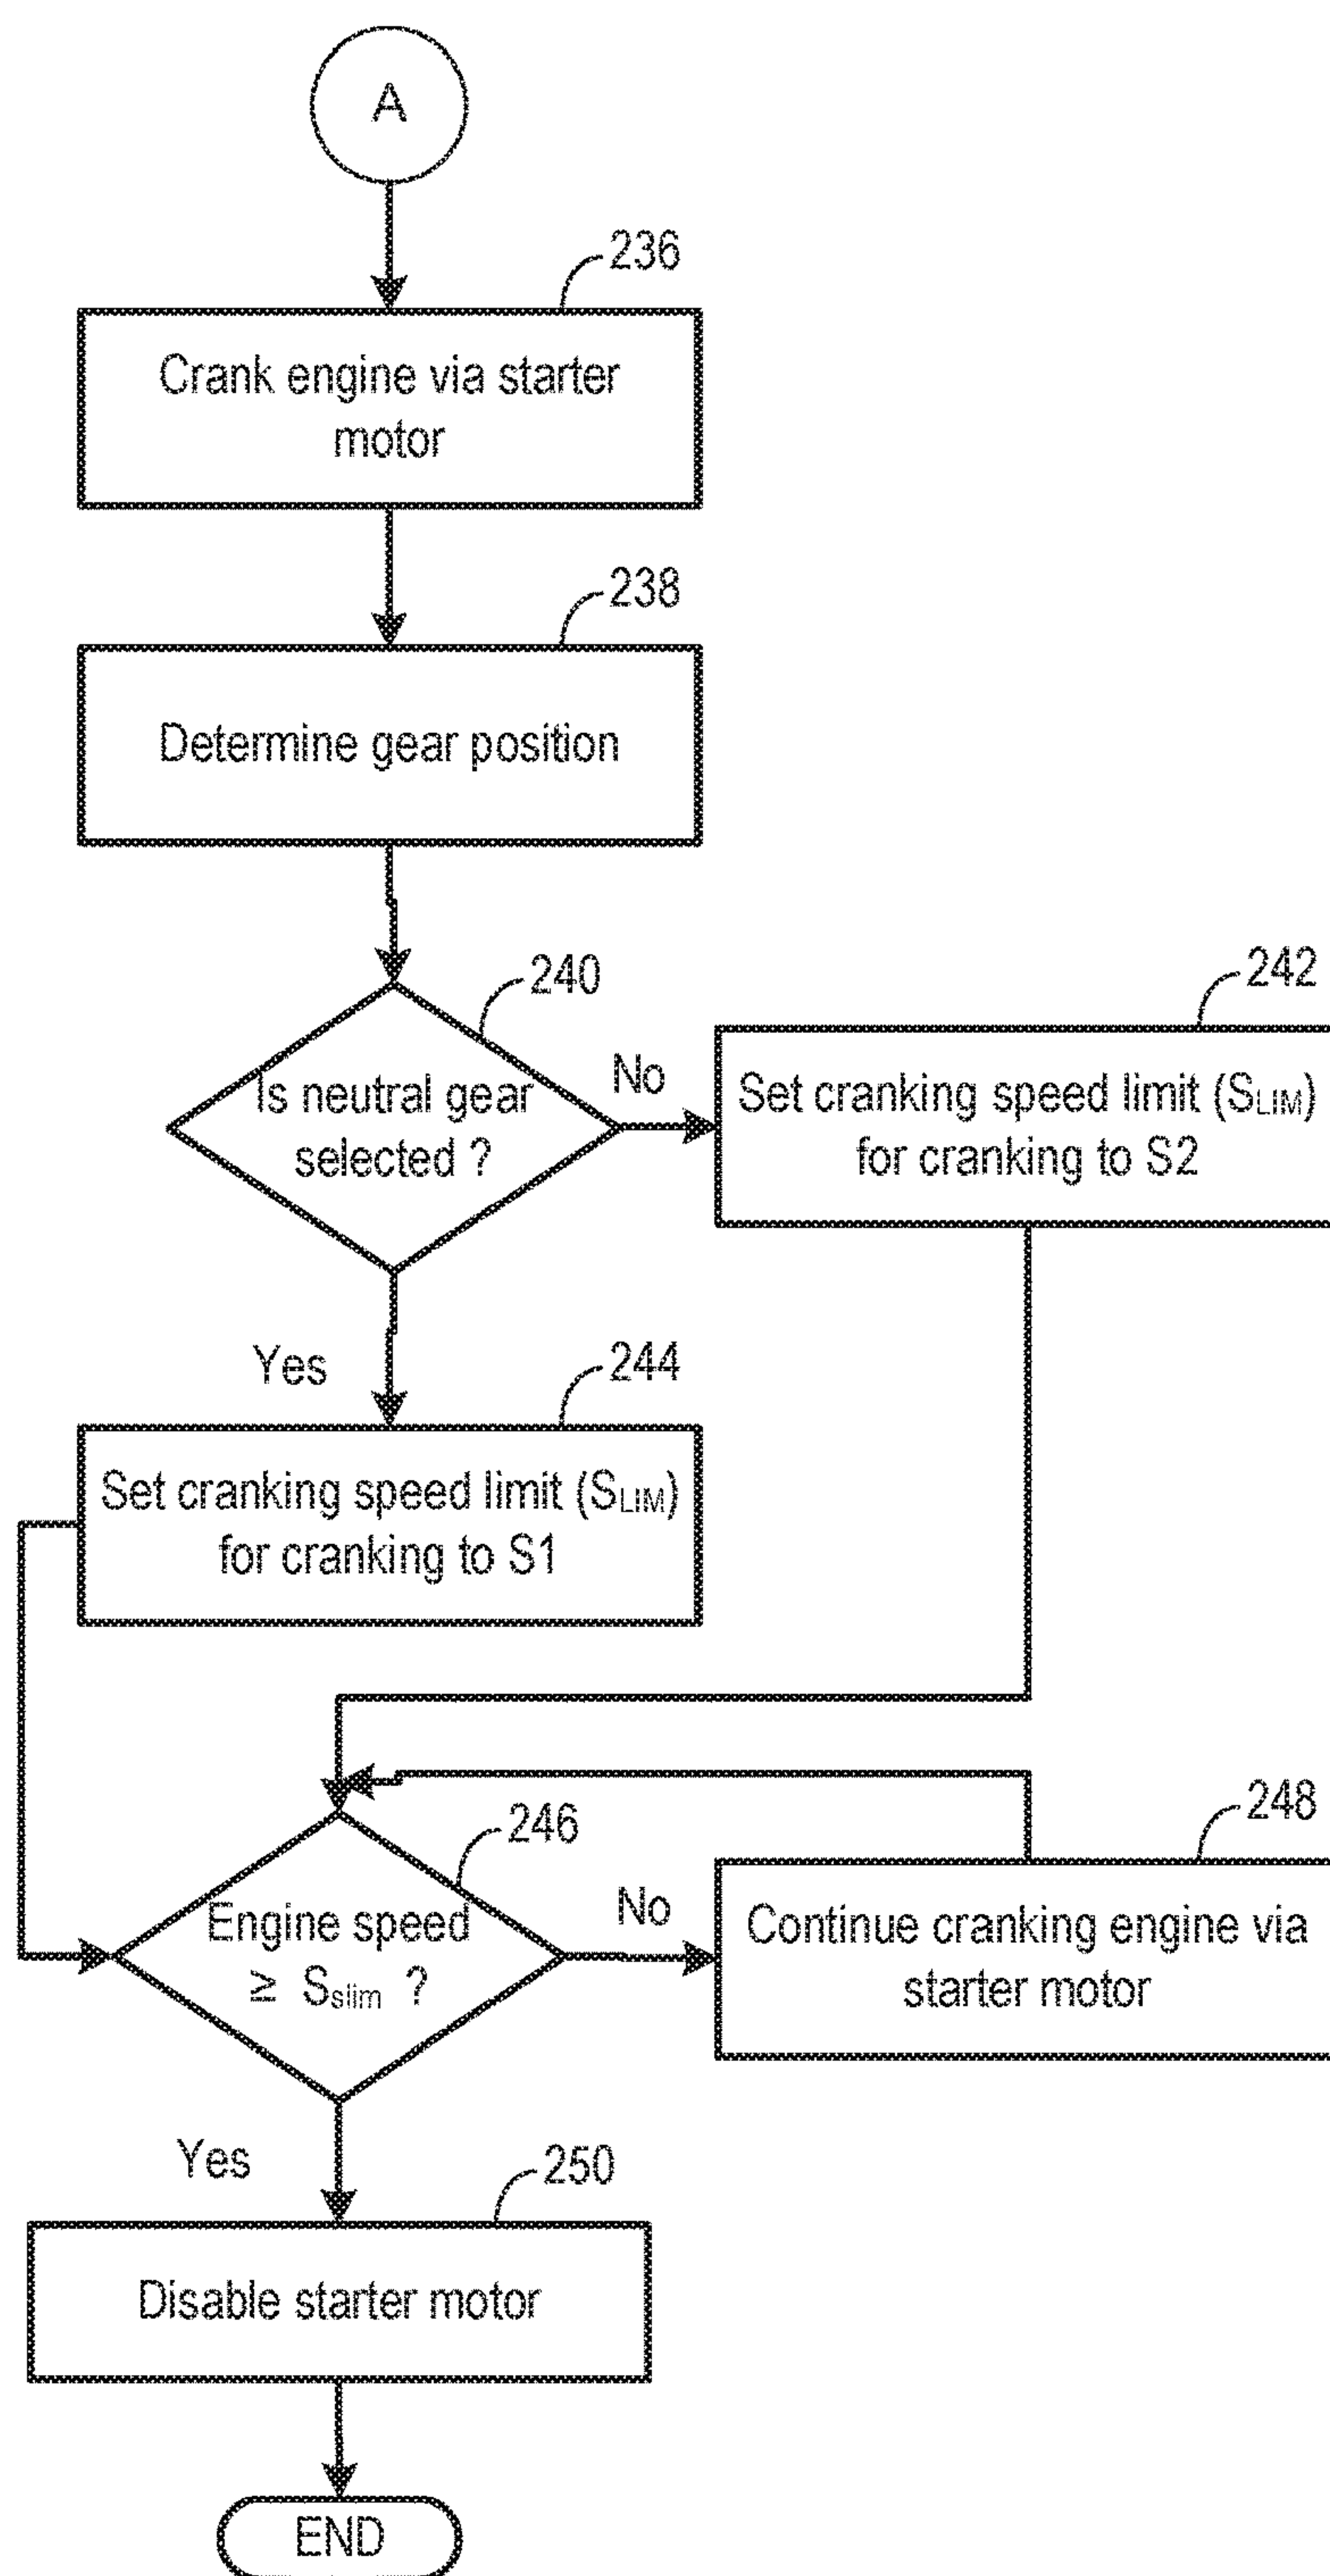 A
236
Crank engine via starter
motor
238
Determine gear position
240
Is neutral gear
selected ?
No
242
Set cranking speed limit (SLIM)
for cranking to S2
Yes
244
Set cranking speed limit (SLIM)
for cranking to S1
246
Engine speed
≥ Sslim ?
No
248
Continue cranking engine via
starter motor
Yes
250
Disable starter motor
END